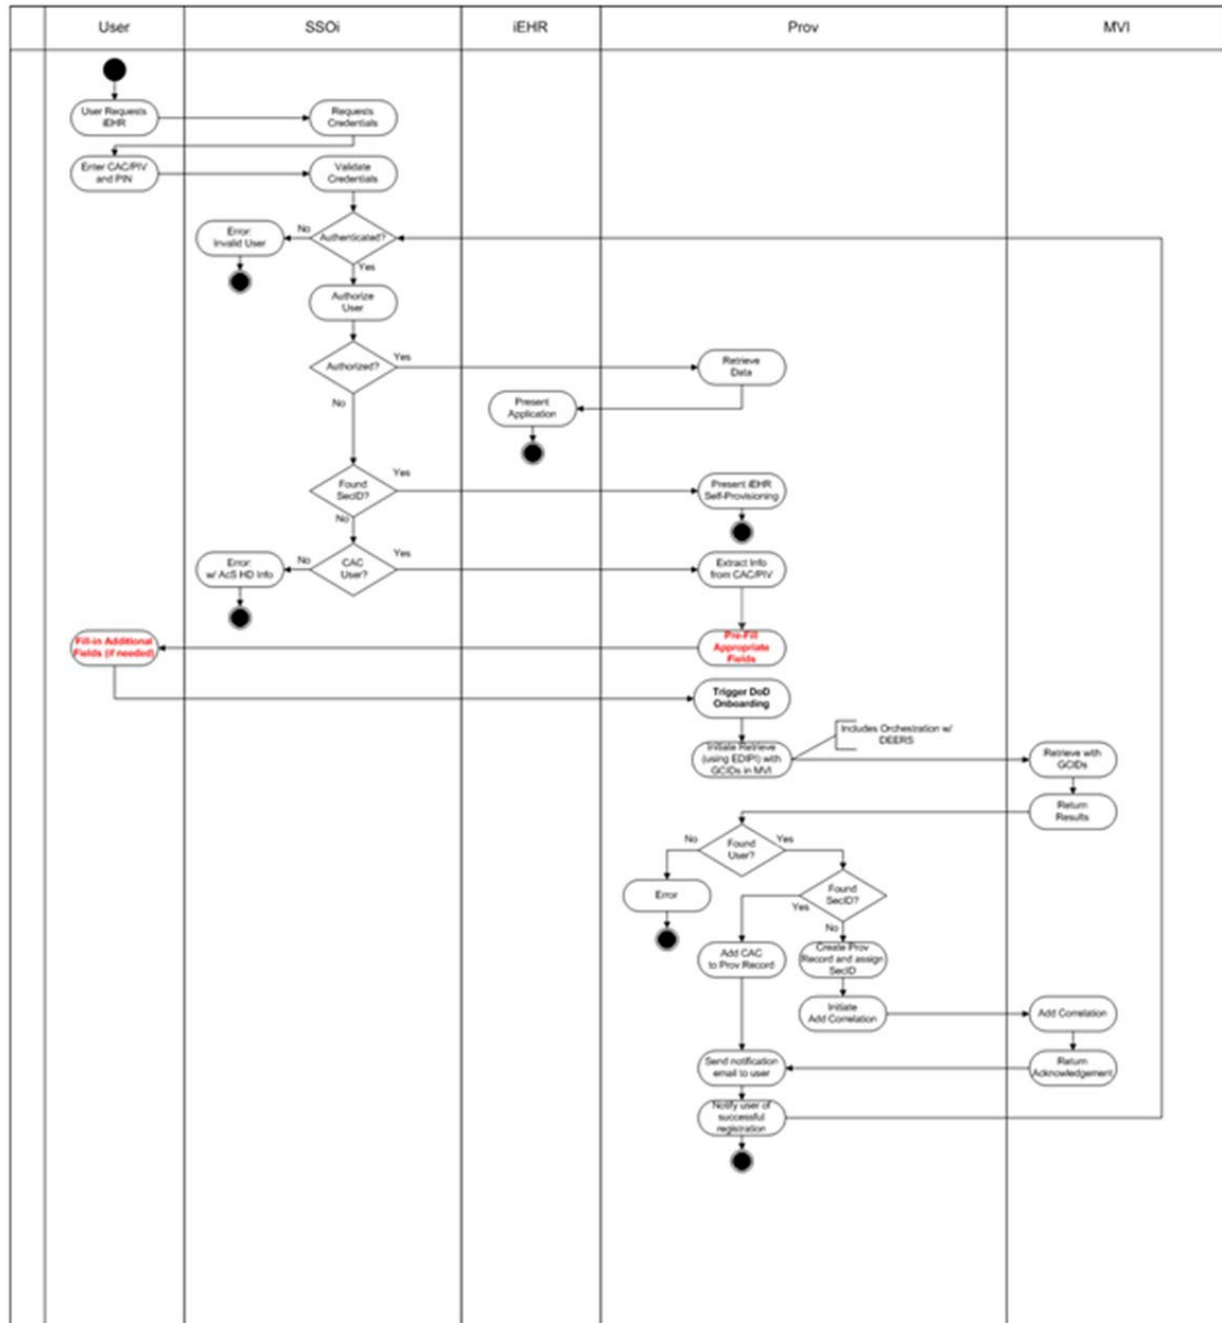 User
SSOi
iEHR
Prov
MVI
User Requests
iEHR
Requests
Credentials
Enter CAC/PIV
and PIN
Validate
Credentials
Error:
Invalid User
No
Authenticated?
Yes
Authorize
User
Authorized?
Yes
Retrieve
Data
No
Present
Application
Found
SecID?
Yes
Present iEHR
Self-Provisioning
No
Error:
w/ AcS HD Info
No
CAC
User?
Yes
Extract Info
from CAC/PIV
Fill-in Additional
Fields (if needed)
Pre-Fill
Appropriate
Fields
Trigger DoD
Onboarding
Includes Orchestration w/
DEERS
Initiate Retrieve
(using EDIPI) with
GCIDs in MVI
Retrieve with
GCIDs
Return
Results
No
Found
User?
Yes
Error
Found
SecID?
Yes
No
Add CAC
to Prov Record
Create Prov
Record and assign
SecID
Initiate
Add Correlation
Add Correlation
Send notification
email to user
Return
Acknowledgement
Notify user of
successful
registration